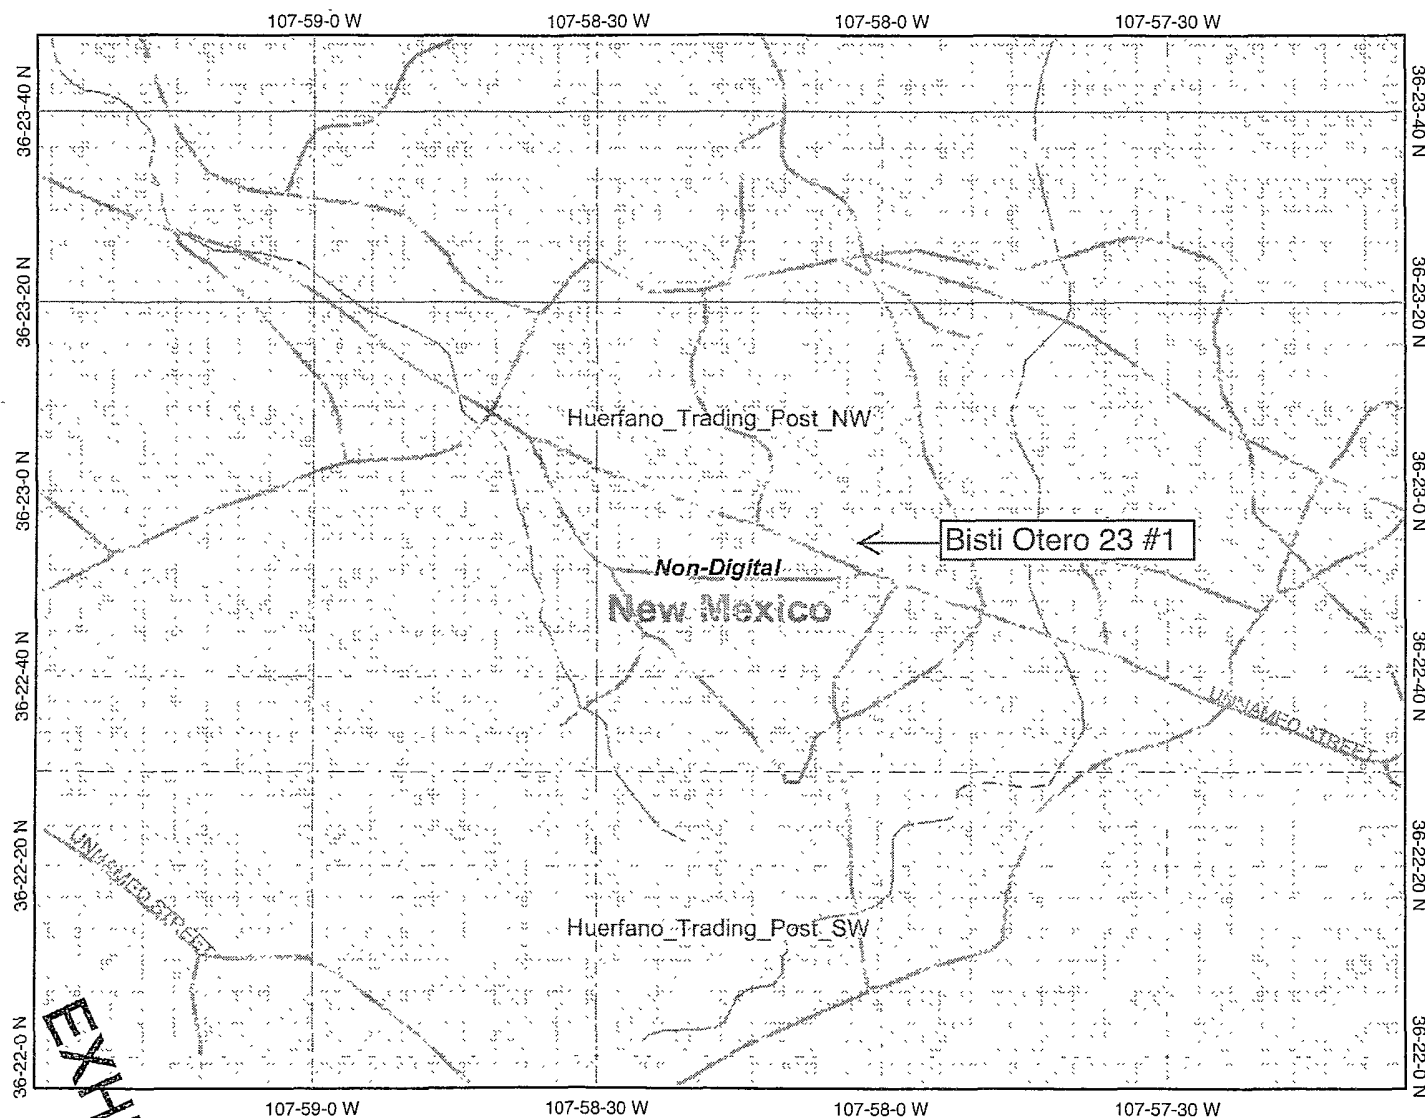 107-59-0 W 107-58-30 W 107-58-0 W 107-57-30 W
36-23-40 N 36-23-40 N
36-23-20 N 36-23-20 N
Huerfano_Trading_Post_NW
36-23-0 N 36-23-0 N
Bisti Otero 23 #1
Non-Digital
New Mexico
36-22-40 N 36-22-40 N
UNNAMED STREET
36-22-20 N 36-22-20 N
UNNAMED STREET
Huerfano_Trading_Post_SW
36-22-0 N 36-22-0 N
EXH
107-59-0 W 107-58-30 W 107-58-0 W 107-57-30 W